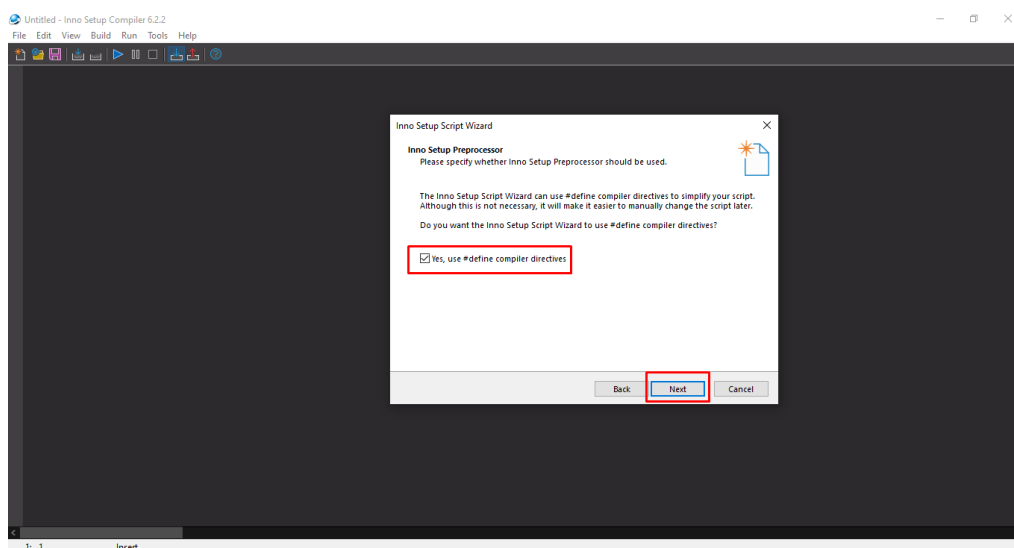 Untitled - Inno Setup Compiler 6.2.2
File Edit View Build Run Tools Help
Inno Setup Script Wizard
Inno Setup Preprocessor
Please specify whether Inno Setup Preprocessor should be used.
The Inno Setup Script Wizard can use #define compiler directives to simplify your script.
Although this is not necessary, it will make it easier to manually change the script later.
Do you want the Inno Setup Script Wizard to use #define compiler directives?
Yes, use #define compiler directives
Back Next Cancel
1: 1 Insert